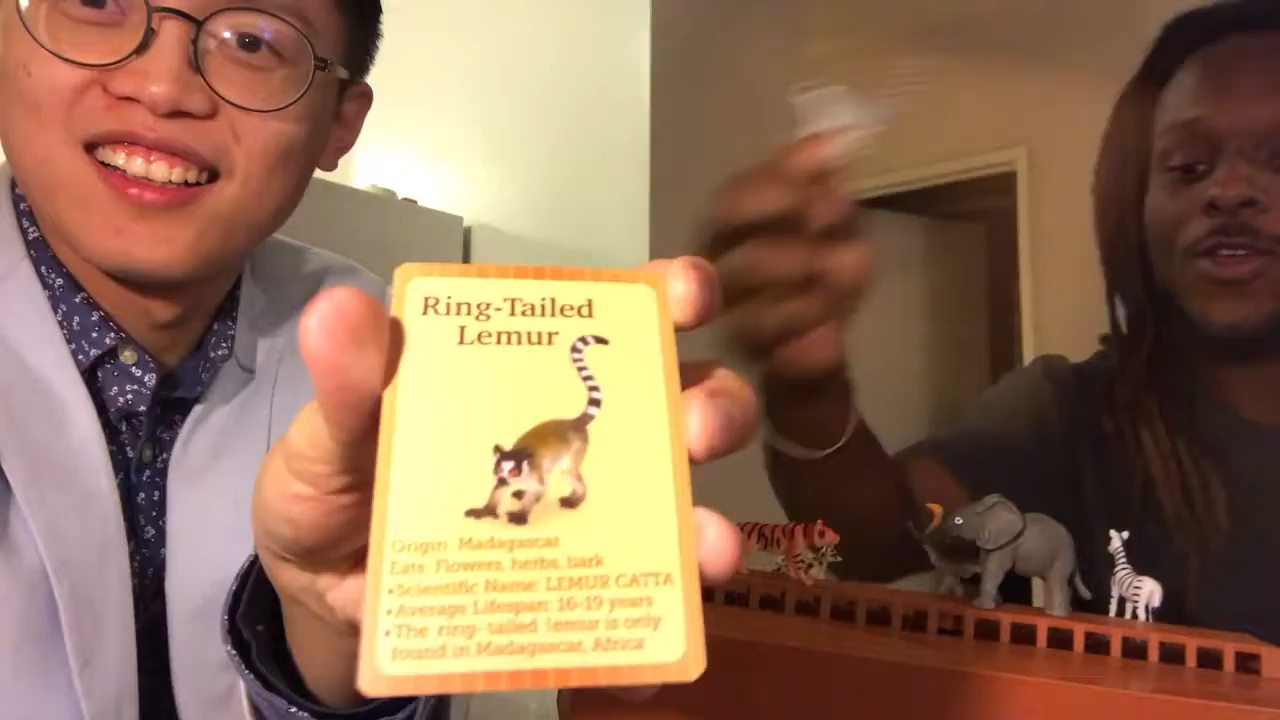 Ring-Tailed
Lemur
Origin: Madagascar
Eats: Flowers, herbs, bark
•Scientific Name: LEMUR CATTA
•Average Lifespan: 16-19 years
•The ring-tailed lemur is only
found in Madagascar, Africa